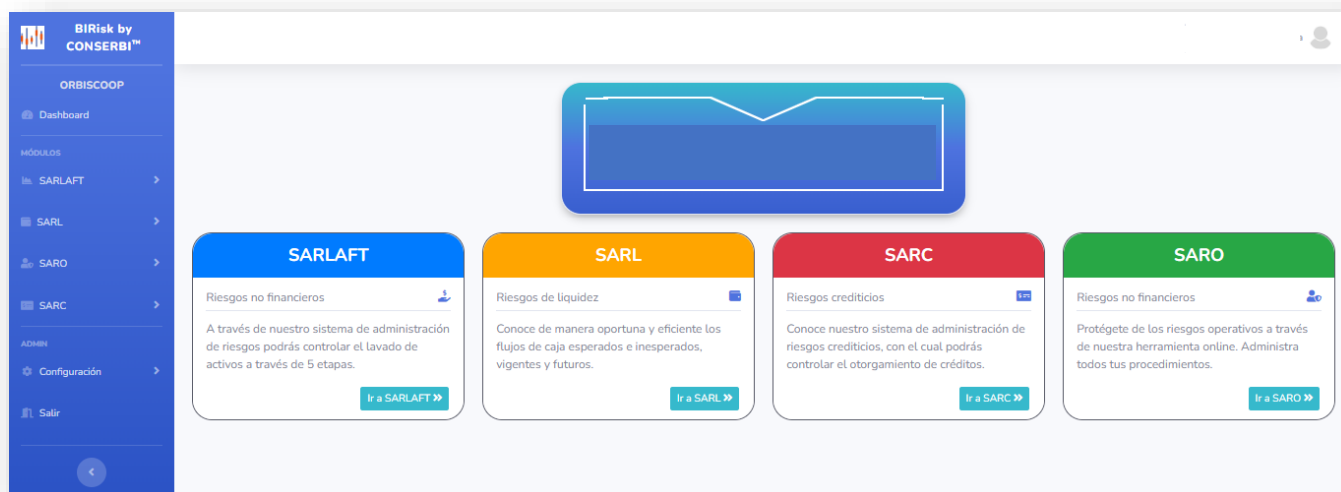 BIRisk by
CONSERBI™
ORBISCOOP
Dashboard
MÓDULOS
SARLAFT
SARL
SARO
SARC
ADMIN
Configuración
Salir
SARLAFT
Riesgos no financieros
A través de nuestro sistema de administración
de riesgos podrás controlar el lavado de
activos a través de 5 etapas.
Ir a SARLAFT
SARL
Riesgos de liquidez
Conoce de manera oportuna y eficiente los
flujos de caja esperados e inesperados,
vigentes y futuros.
Ir a SARL
SARC
Riesgos crediticios
Conoce nuestro sistema de administración de
riesgos crediticios, con el cual podrás
controlar el otorgamiento de créditos.
Ir a SARC
SARO
Riesgos no financieros
Protégete de los riesgos operativos a través
de nuestra herramienta online. Administra
todos tus procedimientos.
Ir a SARO